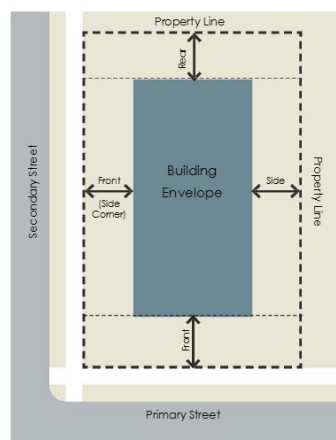 Property Line
Rear
Secondary Street
Front
(Side
Corner)
Building
Envelope
Side
Property Line
Front
Primary Street